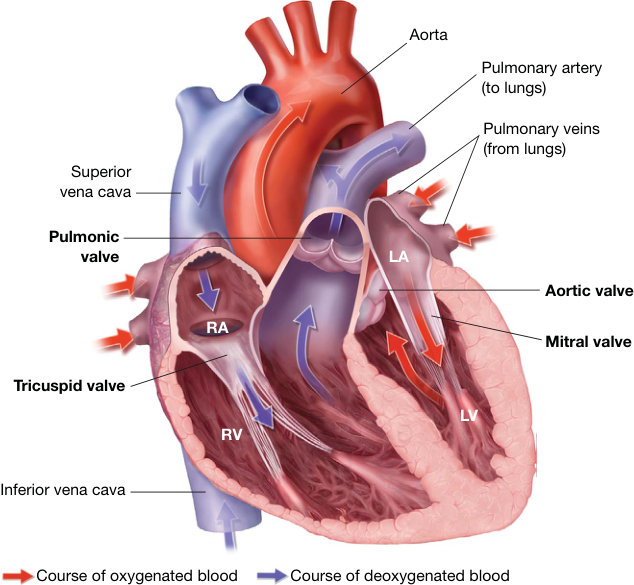 Aorta
Pulmonary artery
(to lungs)
Pulmonary veins
(from lungs)
Superior
vena cava
Pulmonic
valve
LA
Aortic valve
RA
Mitral valve
Tricuspid valve
LV
RV
Inferior vena cava
Course of oxygenated blood
Course of deoxygenated blood